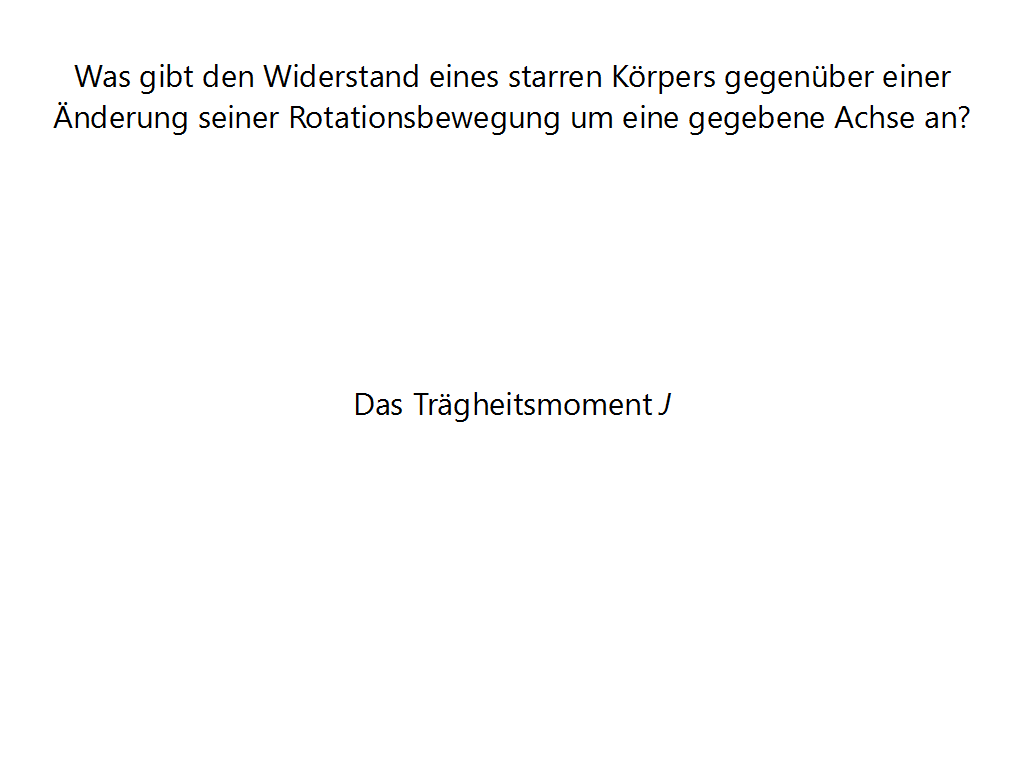 Was gibt den Widerstand eines starren Körpers gegenüber einer
Änderung seiner Rotationsbewegung um eine gegebene Achse an?
Das Trägheitsmoment J